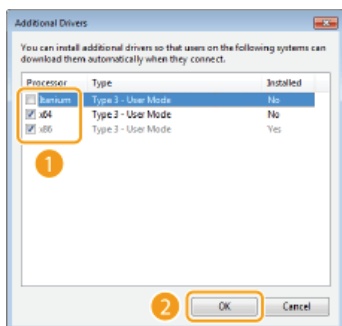 Additional Drivers
You can install additional drivers so that users on the following systems can
download them automatically when they connect.
Processor Type Installed
Itanium Type 3 - User Mode No
x64 Type 3 - User Mode No
x86 Type 3 - User Mode Yes
1
2 OK Cancel